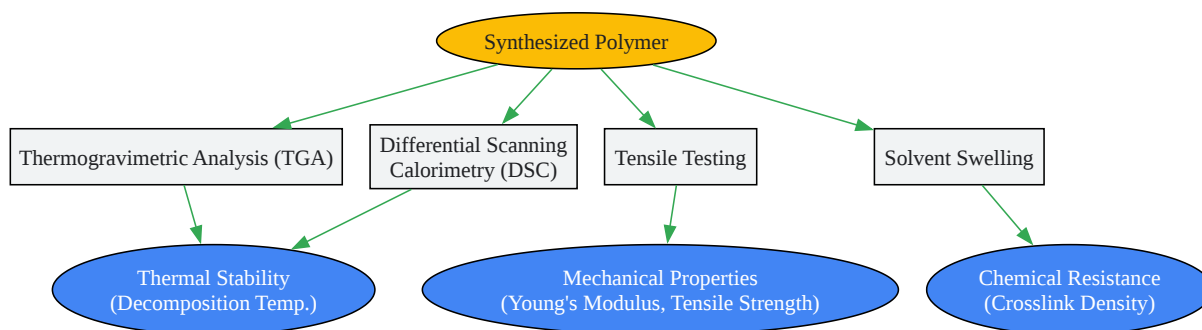 Synthesized Polymer
Thermogravimetric Analysis (TGA)
Differential Scanning
Calorimetry (DSC)
Tensile Testing
Solvent Swelling
Thermal Stability
(Decomposition Temp.)
Mechanical Properties
(Young's Modulus, Tensile Strength)
Chemical Resistance
(Crosslink Density)